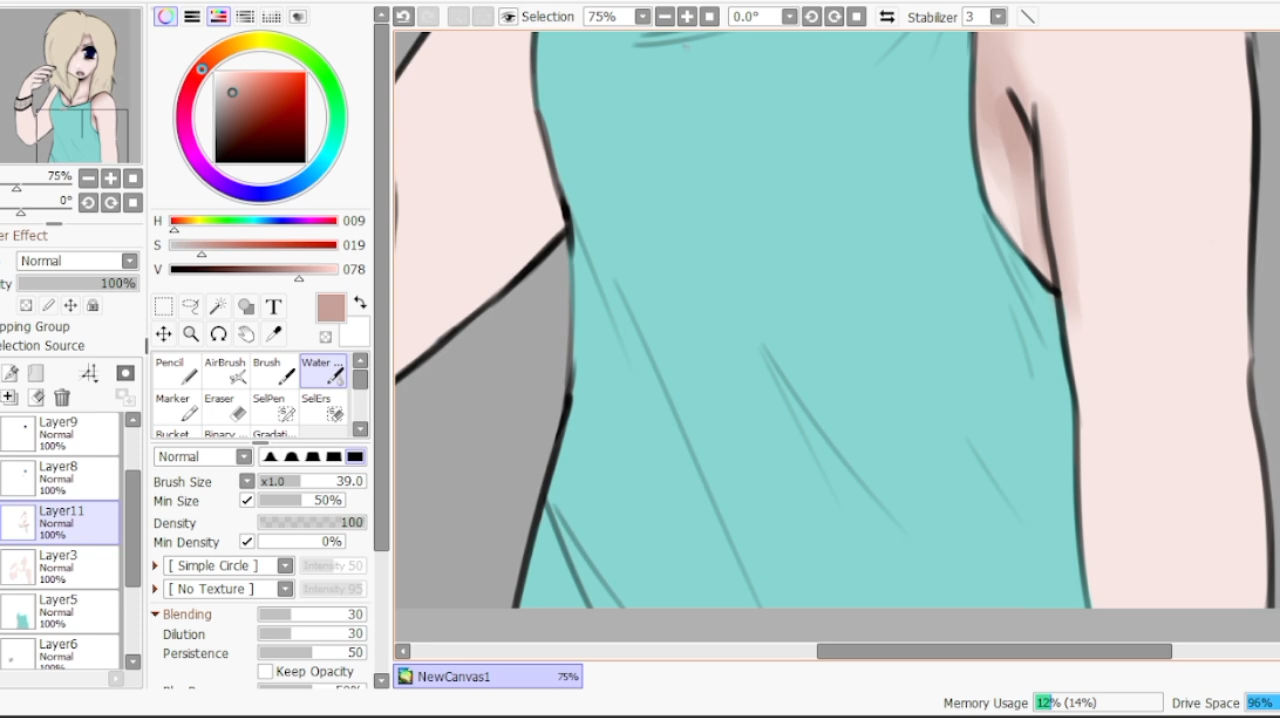 Selection
75%
0.0°
Stabilizer 3
75%
0°
er Effect
Normal
ty 100%
pping Group
election Source
H 009
S 019
V 078
T
Pencil
AirBrush
Brush
Water ...
Marker
Eraser
SelPen
SelErs
Bucket
Binary ...
Gradati...
Layer9
Normal
100%
Layer8
Normal
100%
Layer11
Normal
100%
Layer3
Normal
100%
Layer5
Normal
100%
Layer6
Normal
100%
Normal
Brush Size x1.0 39.0
Min Size 50%
Density 100
Min Density 0%
[ Simple Circle ] Intensity 50
[ No Texture ] Intensity 95
Blending 30
Dilution 30
Persistence 50
Keep Opacity
50%
NewCanvas1 75%
Memory Usage 12% (14%) Drive Space 96%